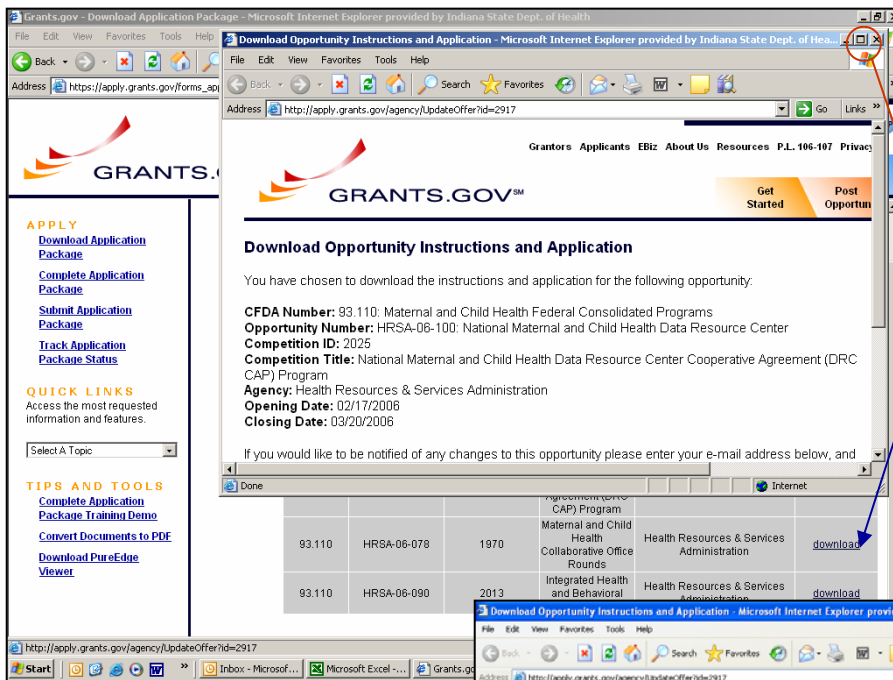 Grants.gov - Download Application Package - Microsoft Internet Explorer provided by Indiana State Dept. of Health
File Edit View Favorites Tools Help
Back
Address https://apply.grants.gov/forms_app
GRANTS.
APPLY
Download Application
Package
Complete Application
Package
Submit Application
Package
Track Application
Package Status
QUICK LINKS
Access the most requested
information and features.
Select A Topic
TIPS AND TOOLS
Complete Application
Package Training Demo
Convert Documents to PDF
Download PureEdge
Viewer
Download Opportunity Instructions and Application - Microsoft Internet Explorer provided by Indiana State Dept. of Hea...
File Edit View Favorites Tools Help
Back Search Favorites
Address http://apply.grants.gov/agency/UpdateOffer?id=2917 Go Links »
Grantors Applicants EBiz About Us Resources P.L. 106-107 Privacy
GRANTS.GOV℠
Get
Started
Post
Opportun
Download Opportunity Instructions and Application
You have chosen to download the instructions and application for the following opportunity:
CFDA Number: 93.110: Maternal and Child Health Federal Consolidated Programs
Opportunity Number: HRSA-06-100: National Maternal and Child Health Data Resource Center
Competition ID: 2025
Competition Title: National Maternal and Child Health Data Resource Center Cooperative Agreement (DRC
CAP) Program
Agency: Health Resources & Services Administration
Opening Date: 02/17/2006
Closing Date: 03/20/2006
If you would like to be notified of any changes to this opportunity please enter your e-mail address below, and
Done Internet
Agreement (DRC
CAP) Program
93.110 HRSA-06-078 1970 Maternal and Child
Health
Collaborative Office
Rounds
Health Resources & Services
Administration
download
93.110 HRSA-06-090 2013 Integrated Health
and Behavioral
Health Resources & Services
Administration
download
Download Opportunity Instructions and Application - Microsoft Internet Explorer provi
File Edit View Favorites Tools Help
Back Search Favorites
Address http://apply.grants.gov/agency/UpdateOffer?id=2917
http://apply.grants.gov/agency/UpdateOffer?id=2917
Start » Inbox - Microsof... Microsoft Excel -... Grants.go